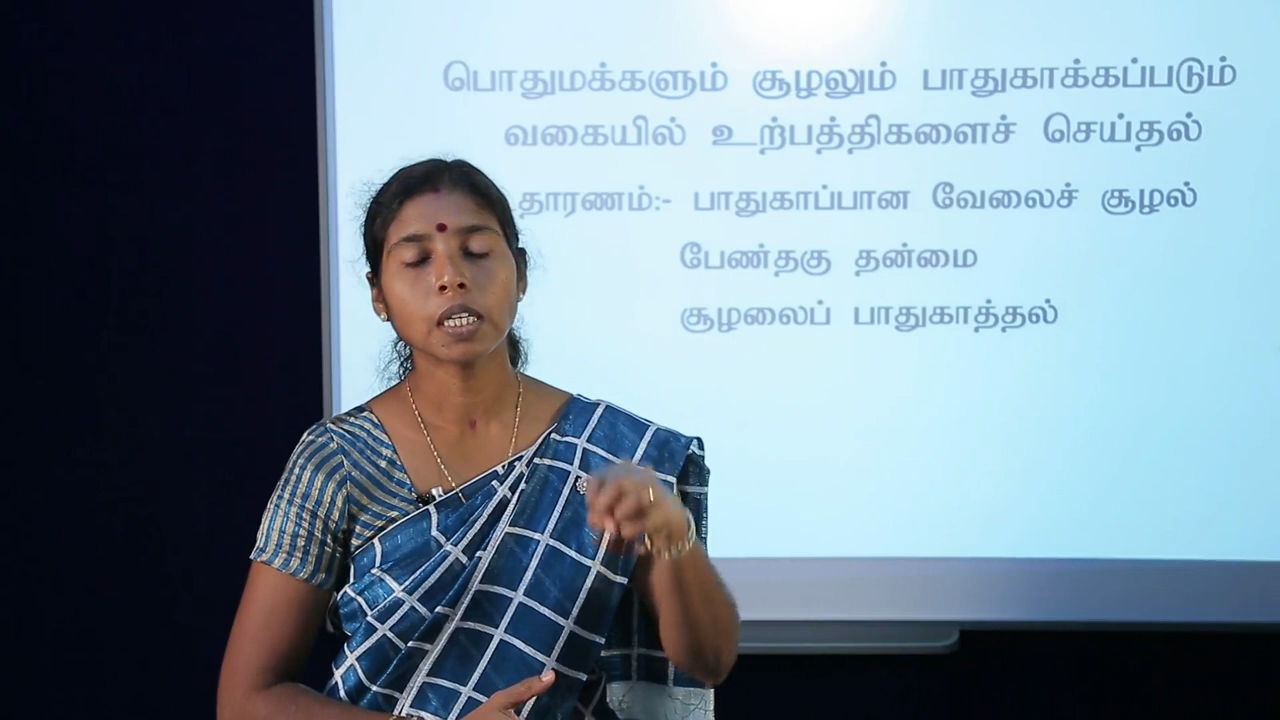 பொதுமக்களும் சூழலும் பாதுகாக்கப்படும்
வகையில் உற்பத்திகளைச் செய்தல்
தாரணம்:- பாதுகாப்பான வேலைச் சூழல்
பேண்தகு தன்மை
சூழலைப் பாதுகாத்தல்